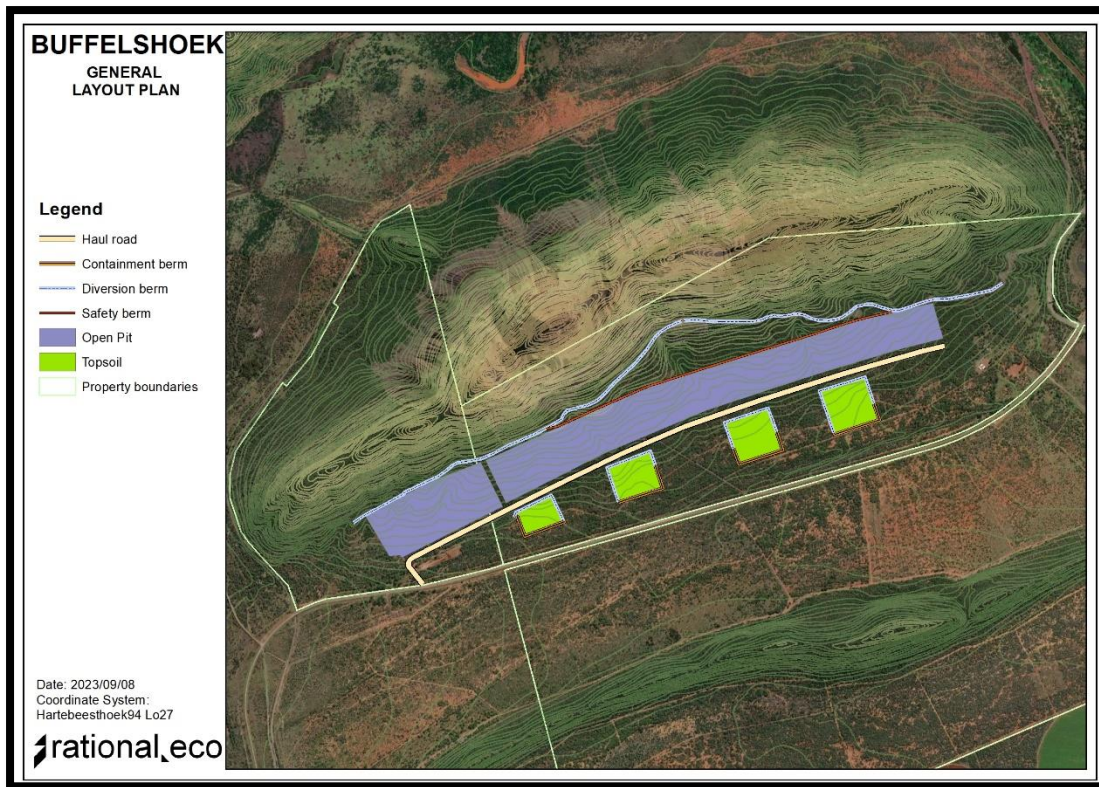 BUFFELSHOEK
GENERAL
LAYOUT PLAN
Legend
Haul road
Containment berm
Diversion berm
Safety berm
Open Pit
Topsoil
Property boundaries
Date: 2023/09/08
Coordinate System:
Hartebeesthoek94 Lo27
rational eco